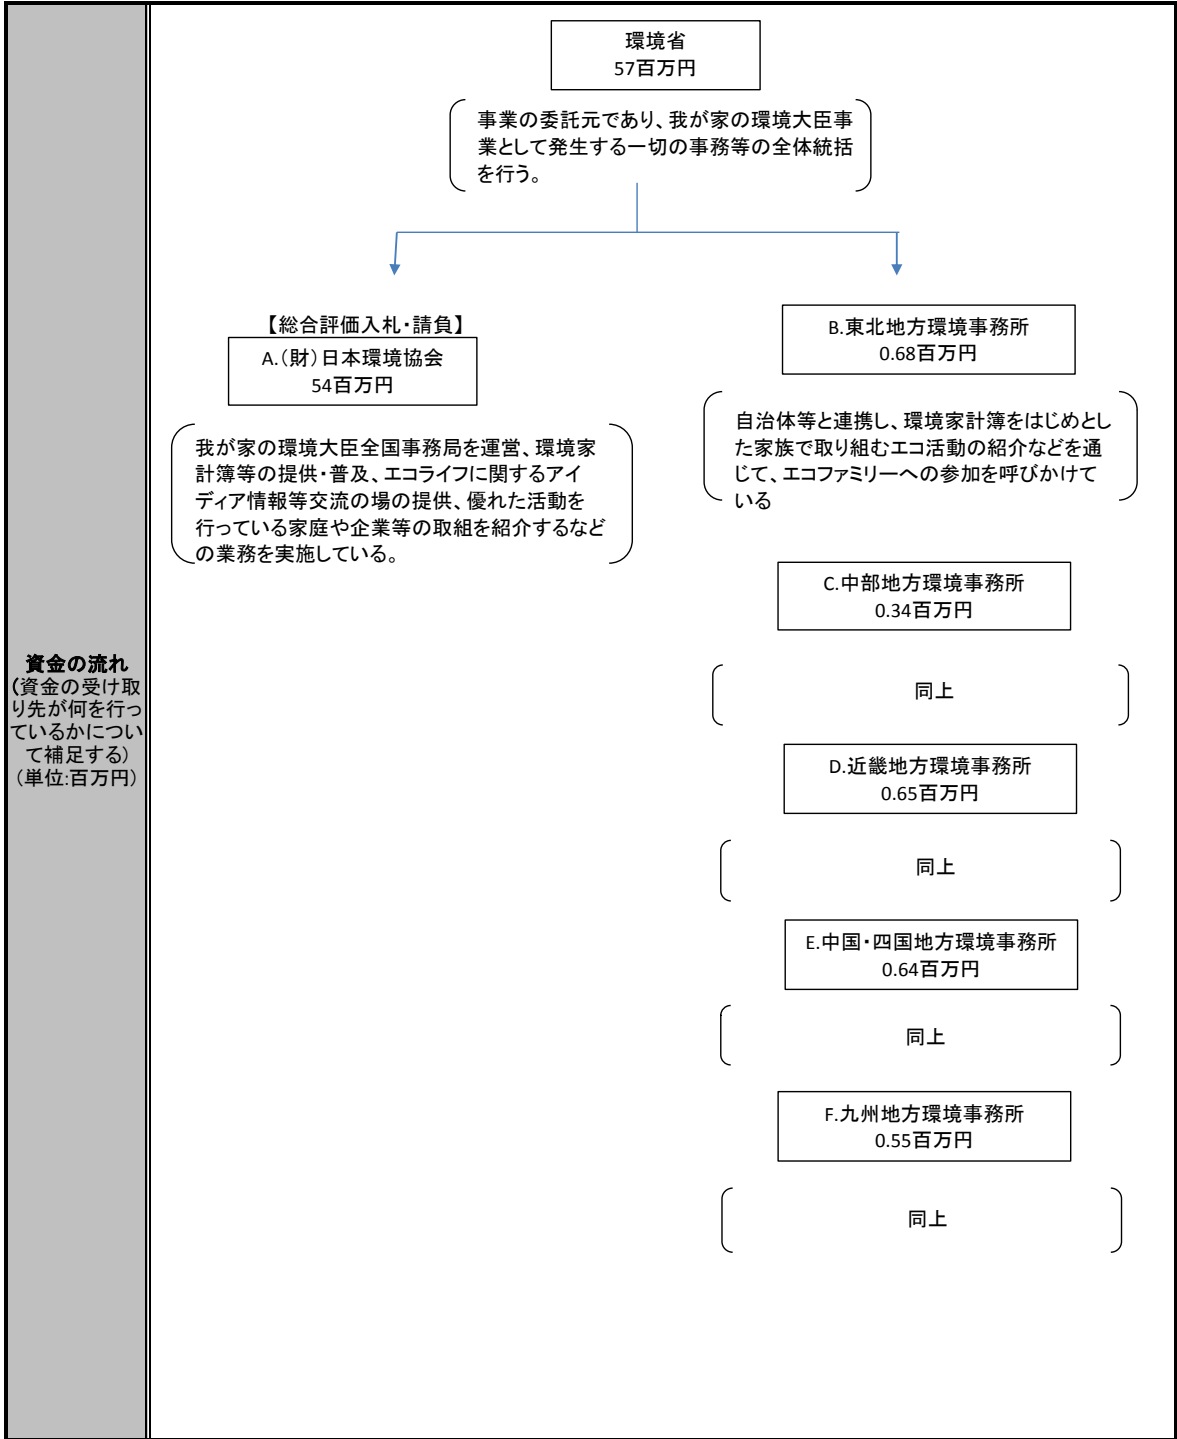 資金の流れ
(資金の受け取
り先が何を行っ
ているかについ
て補足する)
(単位:百万円)
環境省
57百万円
事業の委託元であり、我が家の環境大臣事
業として発生する一切の事務等の全体統括
を行う。
【総合評価入札・請負】
A.(財)日本環境協会
54百万円
我が家の環境大臣全国事務局を運営、環境家
計簿等の提供・普及、エコライフに関するアイ
ディア情報等交流の場の提供、優れた活動を
行っている家庭や企業等の取組を紹介するなど
の業務を実施している。
B.東北地方環境事務所
0.68百万円
自治体等と連携し、環境家計簿をはじめとし
た家族で取り組むエコ活動の紹介などを通
じて、エコファミリーへの参加を呼びかけて
いる
C.中部地方環境事務所
0.34百万円
同上
D.近畿地方環境事務所
0.65百万円
同上
E.中国・四国地方環境事務所
0.64百万円
同上
F.九州地方環境事務所
0.55百万円
同上